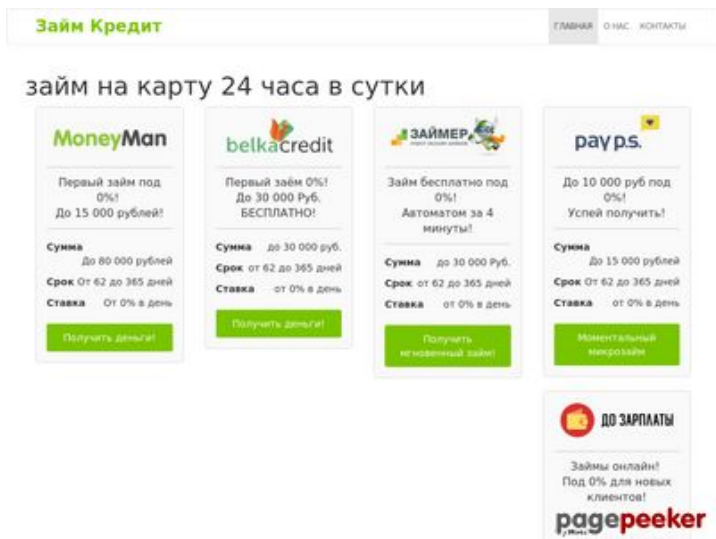 Займ Кредит
ГЛАВНАЯ О НАС. КОНТАКТЫ
займ на карту 24 часа в сутки
MoneyMan
Первый займ под
0%!
До 15 000 рублей!
Сумма
До 80 000 рублей
Срок От 62 до 365 дней
Ставка От 0% в день
Получить деньги!
belkacredit
Первый заём 0%!
До 30 000 Руб.
БЕСПЛАТНО!
Сумма до 30 000 руб.
Срок от 62 до 365 дней
Ставка от 0% в день
Получить деньги!
ЗАЙМЕР
Займ бесплатно под
0%!
Автоматом за 4
минуты!
Сумма до 30 000 Руб.
Срок от 62 до 365 дней
Ставка от 0% в день
Получить
мгновенный займ!
pay p.s.
До 10 000 руб под
0%!
Успей получить!
Сумма
До 15 000 рублей
Срок От 62 до 365 дней
Ставка от 0% в день
Моментальный
микрозайм
ДО ЗАРПЛАТЫ
Займы онлайн!
Под 0% для новых
клиентов!
pagepeeker